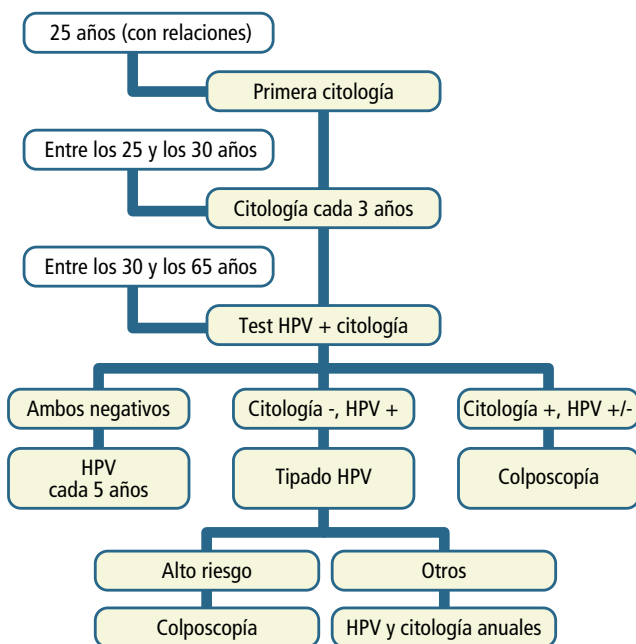 25 años (con relaciones)
Primera citología
Entre los 25 y los 30 años
Citología cada 3 años
Entre los 30 y los 65 años
Test HPV + citología
Ambos negativos
Citología -, HPV +
Citología +, HPV +/-
HPV
cada 5 años
Tipado HPV
Colposcopía
Alto riesgo
Otros
Colposcopía
HPV y citología anuales